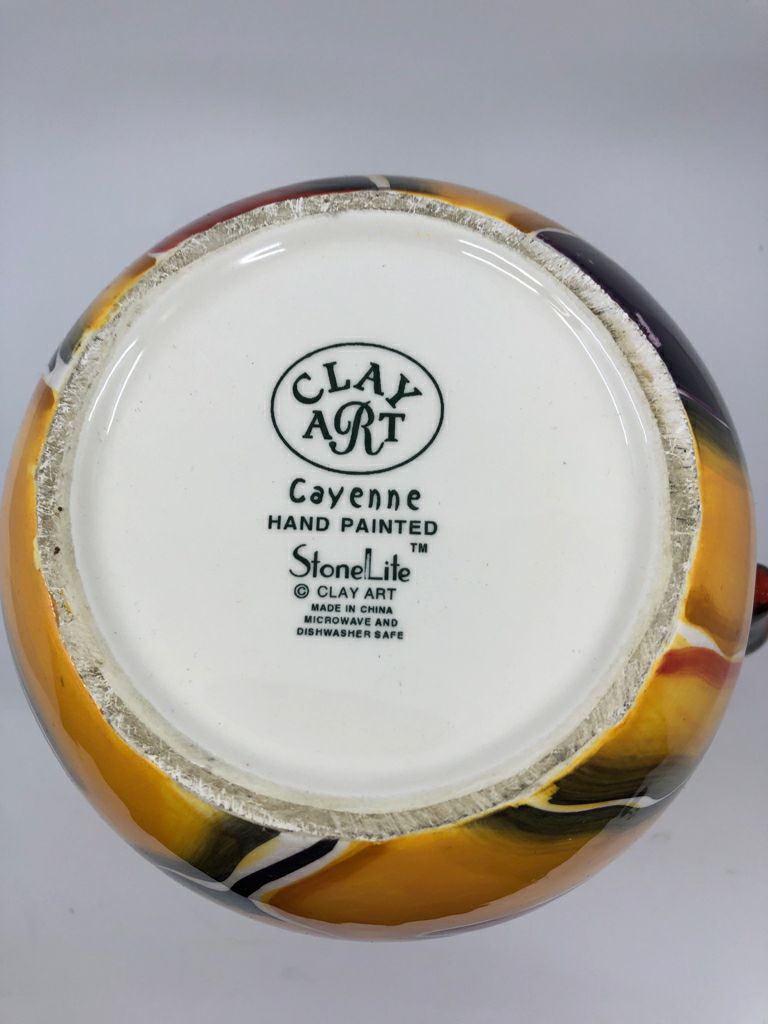 CLAY
ART
Cayenne
HAND PAINTED
StoneLite™
© CLAY ART
MADE IN CHINA
MICROWAVE AND
DISHWASHER SAFE